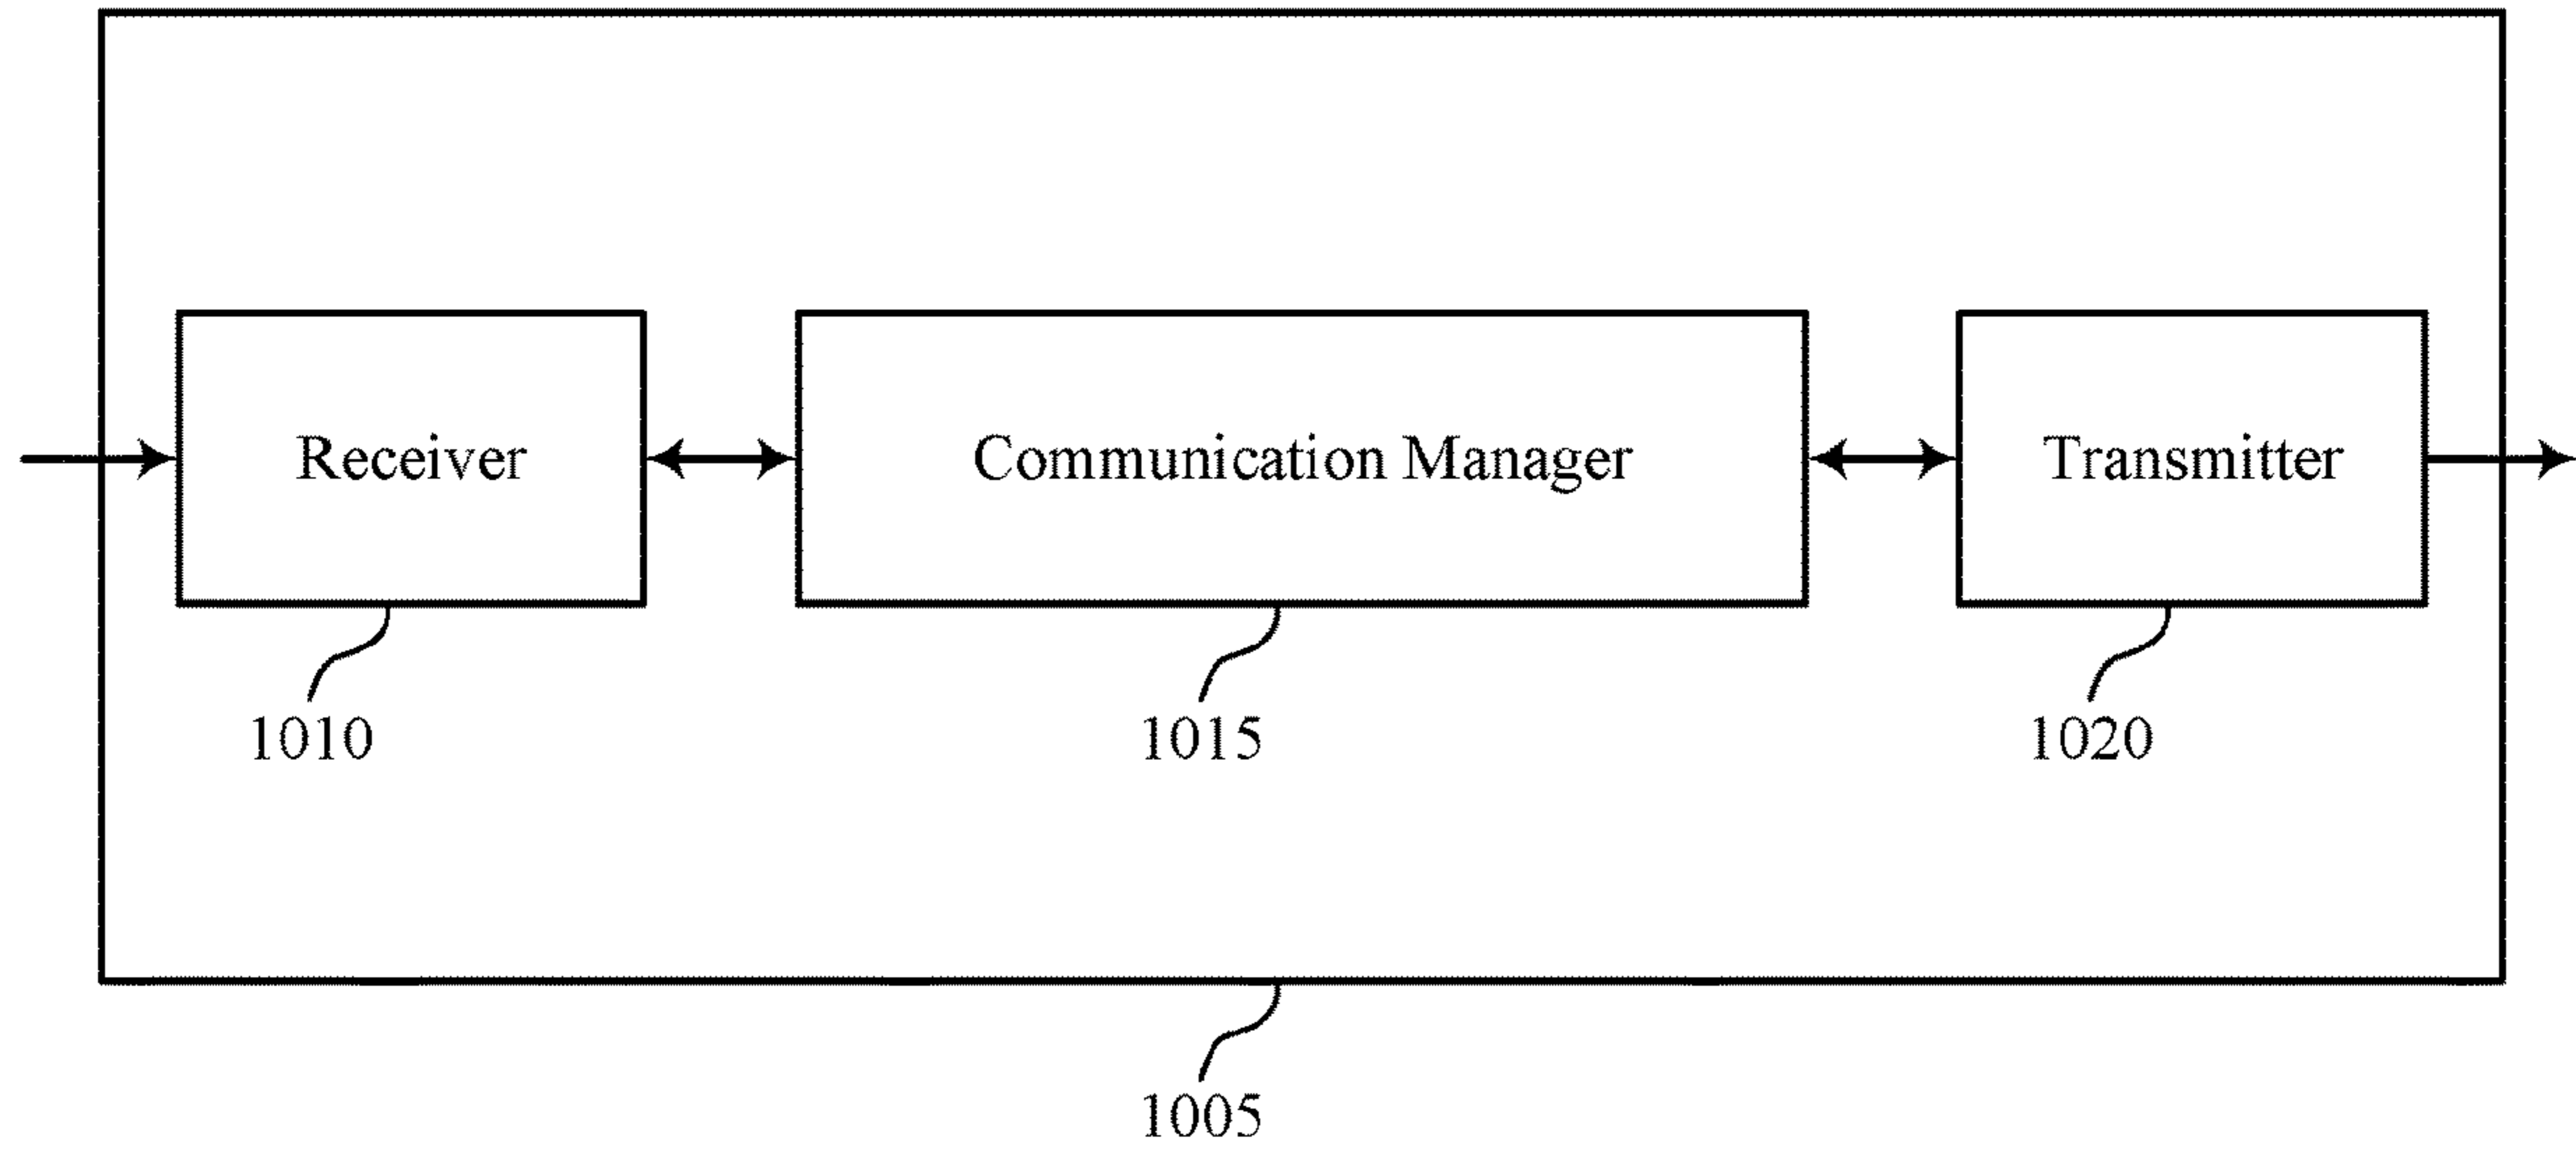 Receiver
Communication Manager
Transmitter
1010
1015
1020
1005